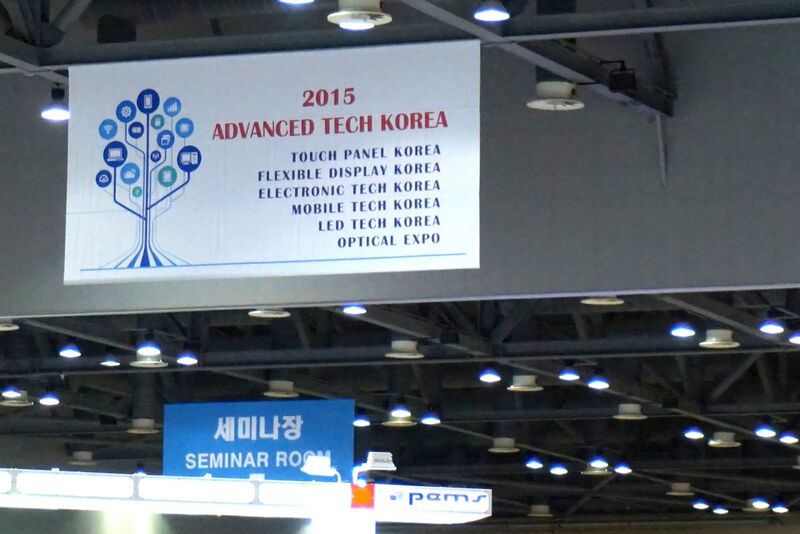 2015
ADVANCED TECH KOREA
TOUCH PANEL KOREA
FLEXIBLE DISPLAY KOREA
ELECTRONIC TECH KOREA
MOBILE TECH KOREA
LED TECH KOREA
OPTICAL EXPO
세미나장
SEMINAR ROOM
pams